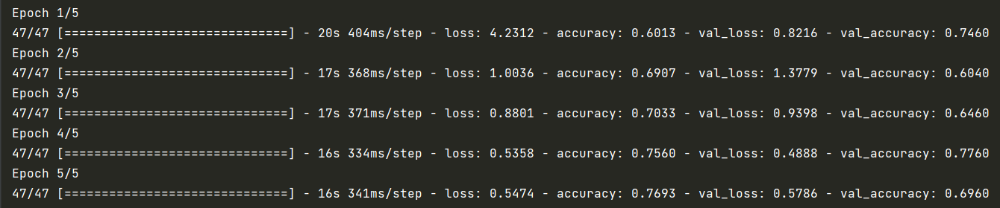 Epoch 1/5
47/47 [==============================] - 20s 404ms/step - loss: 4.2312 - accuracy: 0.6013 - val_loss: 0.8216 - val_accuracy: 0.7460
Epoch 2/5
47/47 [==============================] - 17s 368ms/step - loss: 1.0036 - accuracy: 0.6907 - val_loss: 1.3779 - val_accuracy: 0.6040
Epoch 3/5
47/47 [==============================] - 17s 371ms/step - loss: 0.8801 - accuracy: 0.7033 - val_loss: 0.9398 - val_accuracy: 0.6460
Epoch 4/5
47/47 [==============================] - 16s 334ms/step - loss: 0.5358 - accuracy: 0.7560 - val_loss: 0.4888 - val_accuracy: 0.7760
Epoch 5/5
47/47 [==============================] - 16s 341ms/step - loss: 0.5474 - accuracy: 0.7693 - val_loss: 0.5786 - val_accuracy: 0.6960